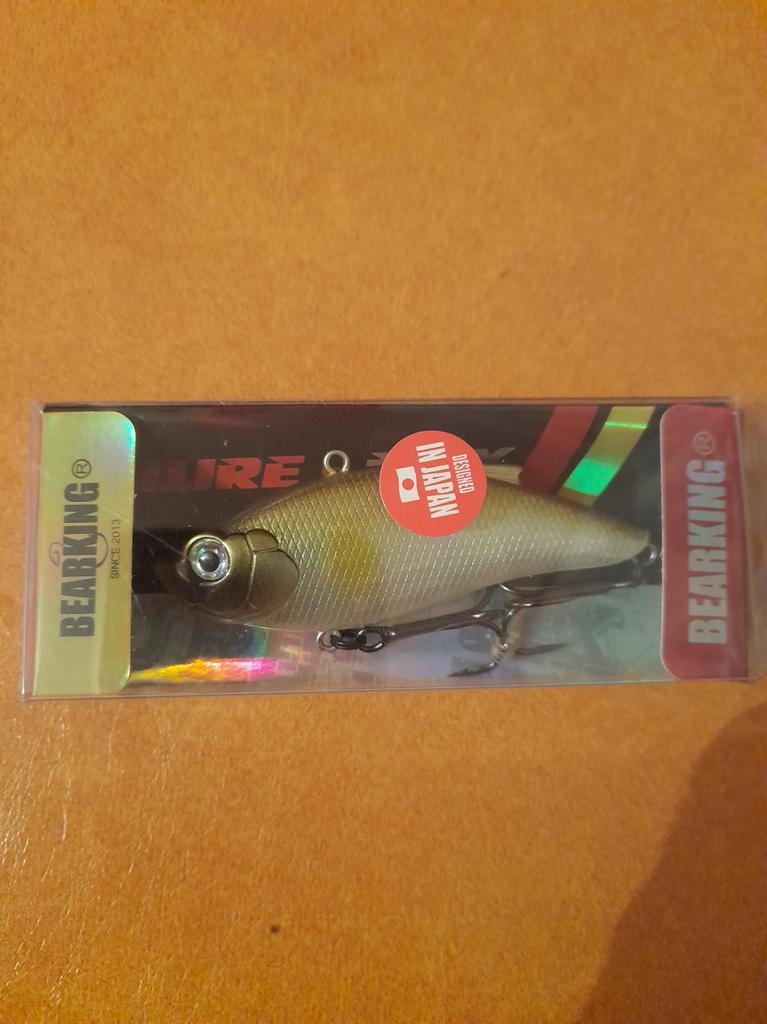 BEARKING®
SINCE 2013
LURE
DESIGNED
IN JAPAN
BEARKING®